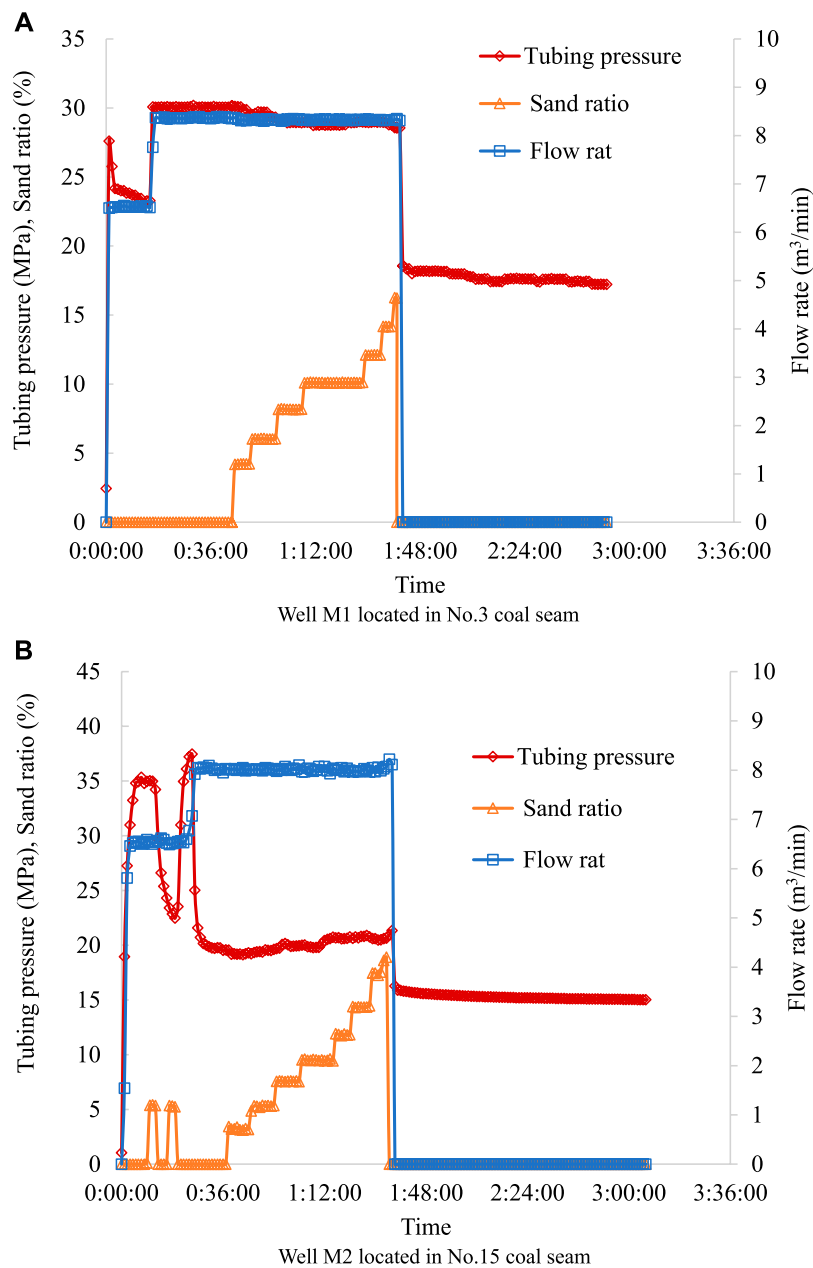 A
Tubing pressure (MPa), Sand ratio (%)
35
30
25
20
15
10
5
0
Tubing pressure
Sand ratio
Flow rat
10
9
8
7
6
5
4
3
2
1
0
Flow rate (m³/min)
0:00:00 0:36:00 1:12:00 1:48:00 2:24:00 3:00:00 3:36:00
Time
Well M1 located in No.3 coal seam
B
Tubing pressure (MPa), Sand ratio (%)
45
40
35
30
25
20
15
10
5
0
Tubing pressure
Sand ratio
Flow rat
10
9
8
7
6
5
4
3
2
1
0
Flow rate (m³/min)
0:00:00 0:36:00 1:12:00 1:48:00 2:24:00 3:00:00 3:36:00
Time
Well M2 located in No.15 coal seam